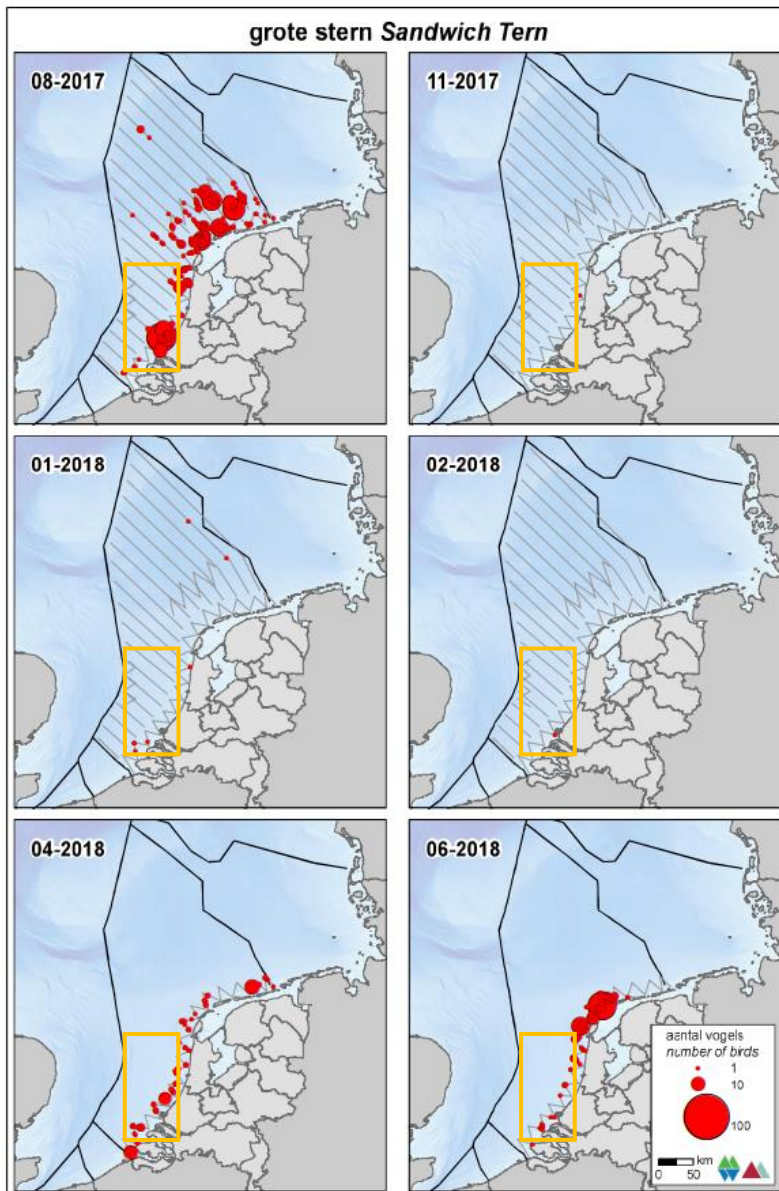 grote stern Sandwich Tern
08-2017
11-2017
01-2018
02-2018
04-2018
06-2018
aantal vogels
number of birds
1
10
100
km
0 50